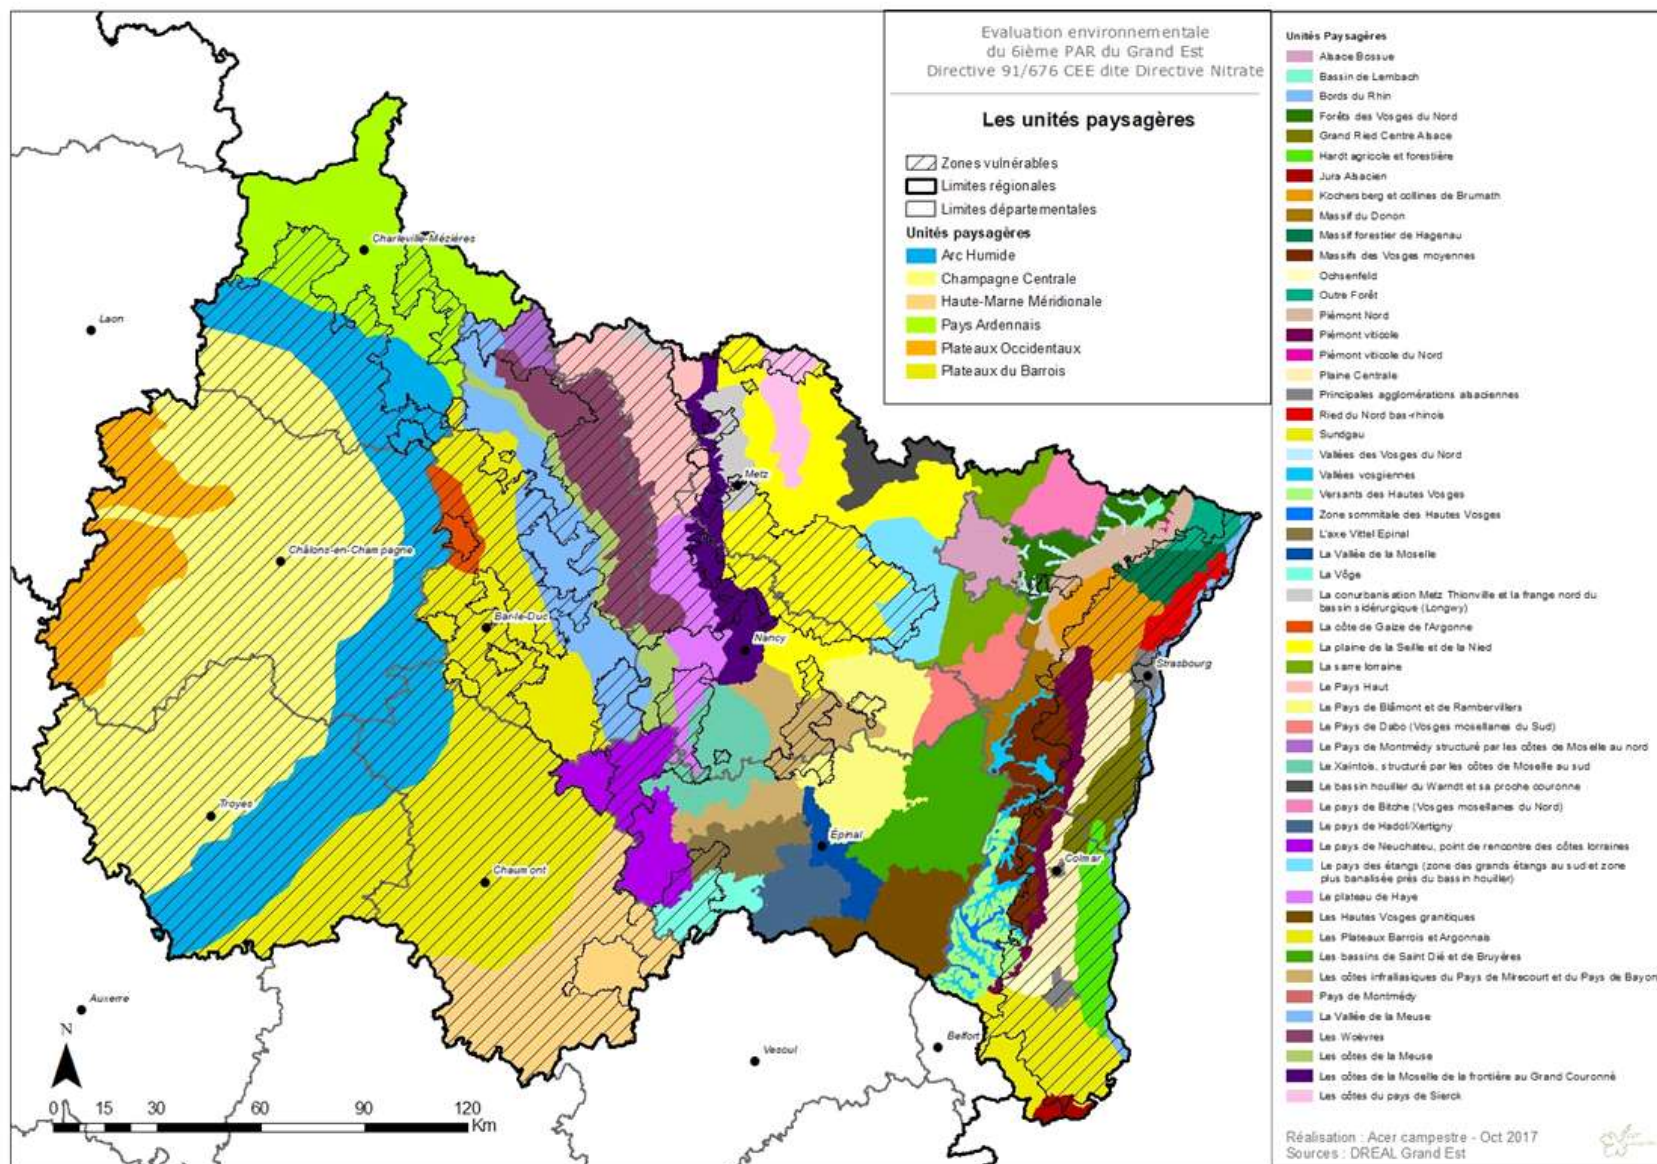 Evaluation environnementale
du 6ième PAR du Grand Est
Directive 91/676 CEE dite Directive Nitrate
Les unités paysagères
Zones vulnérables
Limites régionales
Limites départementales
Unités paysagères
Arc Humide
Champagne Centrale
Haute-Marne Méridionale
Pays Ardennais
Plateaux Occidentaux
Plateaux du Barrois
Charleville-Mézières
Laon
Metz
Châlons-en-Champagne
Bar-le-Duc
Nancy
Strasbourg
Troyes
Épinal
Colmar
Chaumont
Auxerre
Belfort
Vesoul
N
0 15 30 60 90 120
Km
Unités Paysagères
Alsace Bossue
Bassin de Lembach
Bords du Rhin
Forêts des Vosges du Nord
Grand Ried Centre Alsace
Hardt agricole et forestière
Jura Alsacien
Kochersberg et collines de Brumath
Massif du Donon
Massif forestier de Hagenau
Massifs des Vosges moyennes
Ochsenfeld
Outre Forêt
Piémont Nord
Piémont viticole
Piémont viticole du Nord
Plaine Centrale
Principales agglomérations alsaciennes
Ried du Nord bas-rhinois
Sundgau
Vallées des Vosges du Nord
Vallées vosgiennes
Versants des Hautes Vosges
Zone sommitale des Hautes Vosges
L'axe Vittel Epinal
La Vallée de la Moselle
La Vôge
La conurbanisation Metz Thionville et la frange nord du
bassin sidérurgique (Longwy)
La côte de Gaize de l'Argonne
La plaine de la Seille et de la Nied
La sarre lorraine
Le Pays Haut
Le Pays de Blâmont et de Rambervillers
Le Pays de Dabo (Vosges mosellanes du Sud)
Le Pays de Montmédy structuré par les côtes de Moselle au nord
Le Xaintois, structuré par les côtes de Moselle au sud
Le bassin houiller du Warndt et sa proche couronne
Le pays de Bitche (Vosges mosellanes du Nord)
Le pays de Hadol/Xertigny
Le pays de Neuchateu, point de rencontre des côtes lorraines
Le pays des étangs (zone des grands étangs au sud et zone
plus banalisée près du bassin houiller)
Le plateau de Haye
Les Hautes Vosges granitiques
Les Plateaux Barrois et Argonnais
Les bassins de Saint Dié et de Bruyères
Les côtes infraliasiques du Pays de Mirecourt et du Pays de Bayon
Pays de Montmédy
La Vallée de la Meuse
Les Woëvres
Les côtes de la Meuse
Les côtes de la Moselle de la frontière au Grand Couronné
Les côtes du pays de Sierck
Réalisation : Acer campestre - Oct 2017
Sources : DREAL Grand Est